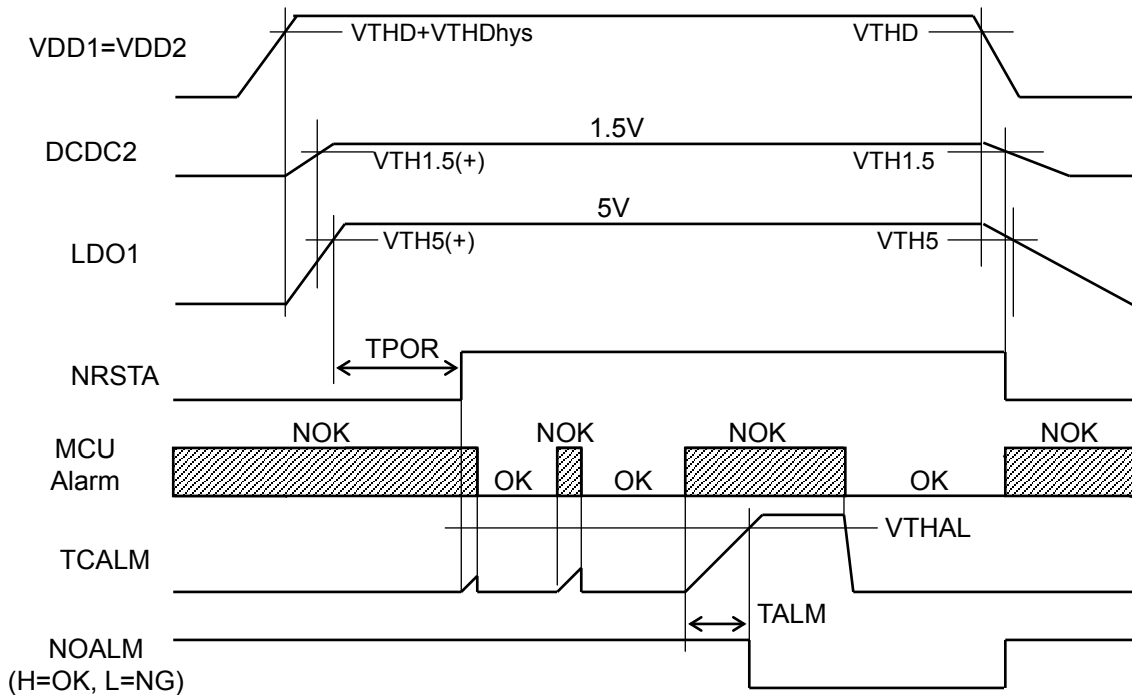 VDD1=VDD2
VTHD+VTHDhys
VTHD
DCDC2
1.5V
VTH1.5(+)
VTH1.5
LDO1
5V
VTH5(+)
VTH5
NRSTA
TPOR
MCU
Alarm
NOK
OK
NOK
OK
NOK
OK
NOK
TCALM
VTHAL
TALM
NOALM
(H=OK, L=NG)